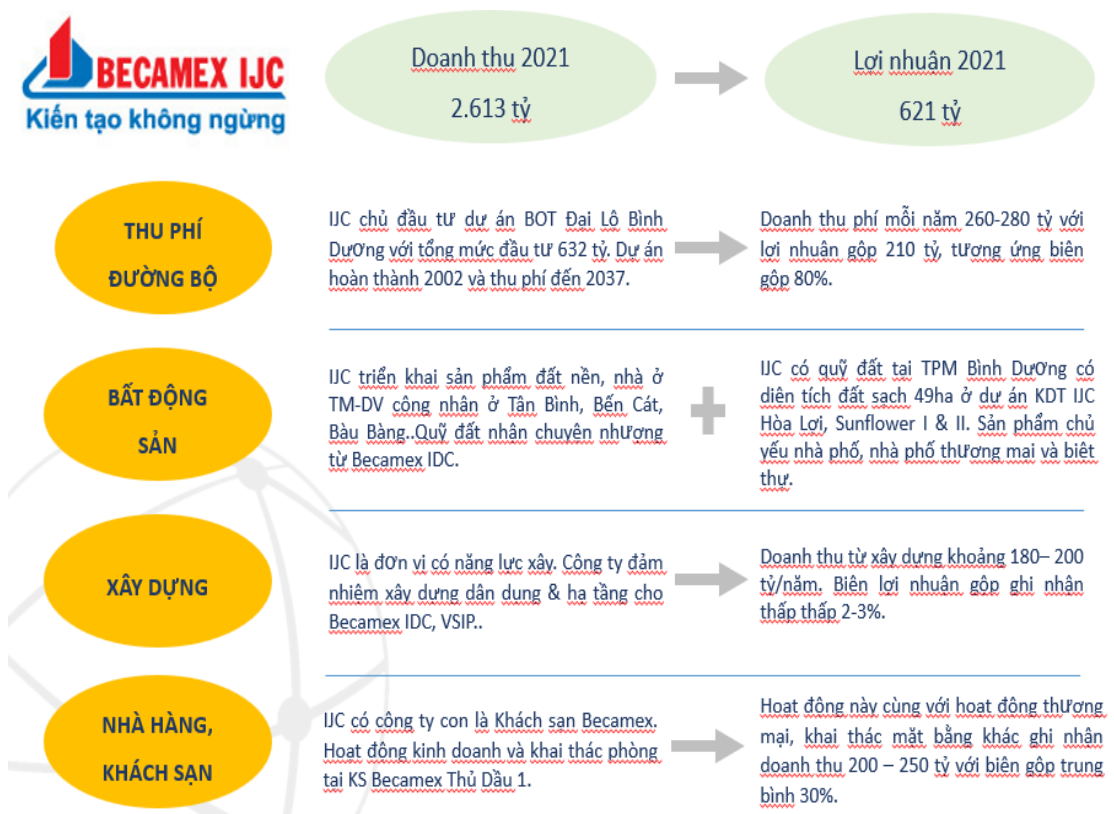 BECAMEX IJC
Kiến tạo không ngừng
Doanh thu 2021
2.613 tỷ
Lợi nhuận 2021
621 tỷ
THU PHÍ
ĐƯỜNG BỘ
IJC chủ đầu tư dự án BOT Đại Lộ Bình
Dương với tổng mức đầu tư 632 tỷ. Dự án
hoàn thành 2002 và thu phí đến 2037.
Doanh thu phí mỗi năm 260-280 tỷ với
lợi nhuận gộp 210 tỷ, tương ứng biên
gộp 80%.
BẤT ĐỘNG
SẢN
IJC triển khai sản phẩm đất nền, nhà ở
TM-DV công nhân ở Tân Bình, Bến Cát,
Bàu Bàng..Quỹ đất nhận chuyên nhượng
từ Becamex IDC.
IJC có quỹ đất tại TPM Bình Dương có
diện tích đất sạch 49ha ở dự án KDT IJC
Hòa Lợi, Sunflower I & II. Sản phẩm chủ
yếu nhà phố, nhà phố thương mại và biệt
thự.
XÂY DỰNG
IJC là đơn vị có năng lực xây. Công ty đảm
nhiệm xây dựng dân dụng & hạ tầng cho
Becamex IDC, VSIP..
Doanh thu từ xây dựng khoảng 180– 200
tỷ/năm. Biên lợi nhuận gộp ghi nhận
thấp thấp 2-3%.
NHÀ HÀNG,
KHÁCH SẠN
IJC có công ty con là Khách sạn Becamex.
Hoạt động kinh doanh và khai thác phòng
tại KS Becamex Thủ Dầu 1.
Hoạt động này cùng với hoạt động thương
mại, khai thác mặt bằng khác ghi nhận
doanh thu 200 – 250 tỷ với biên gộp trung
bình 30%.